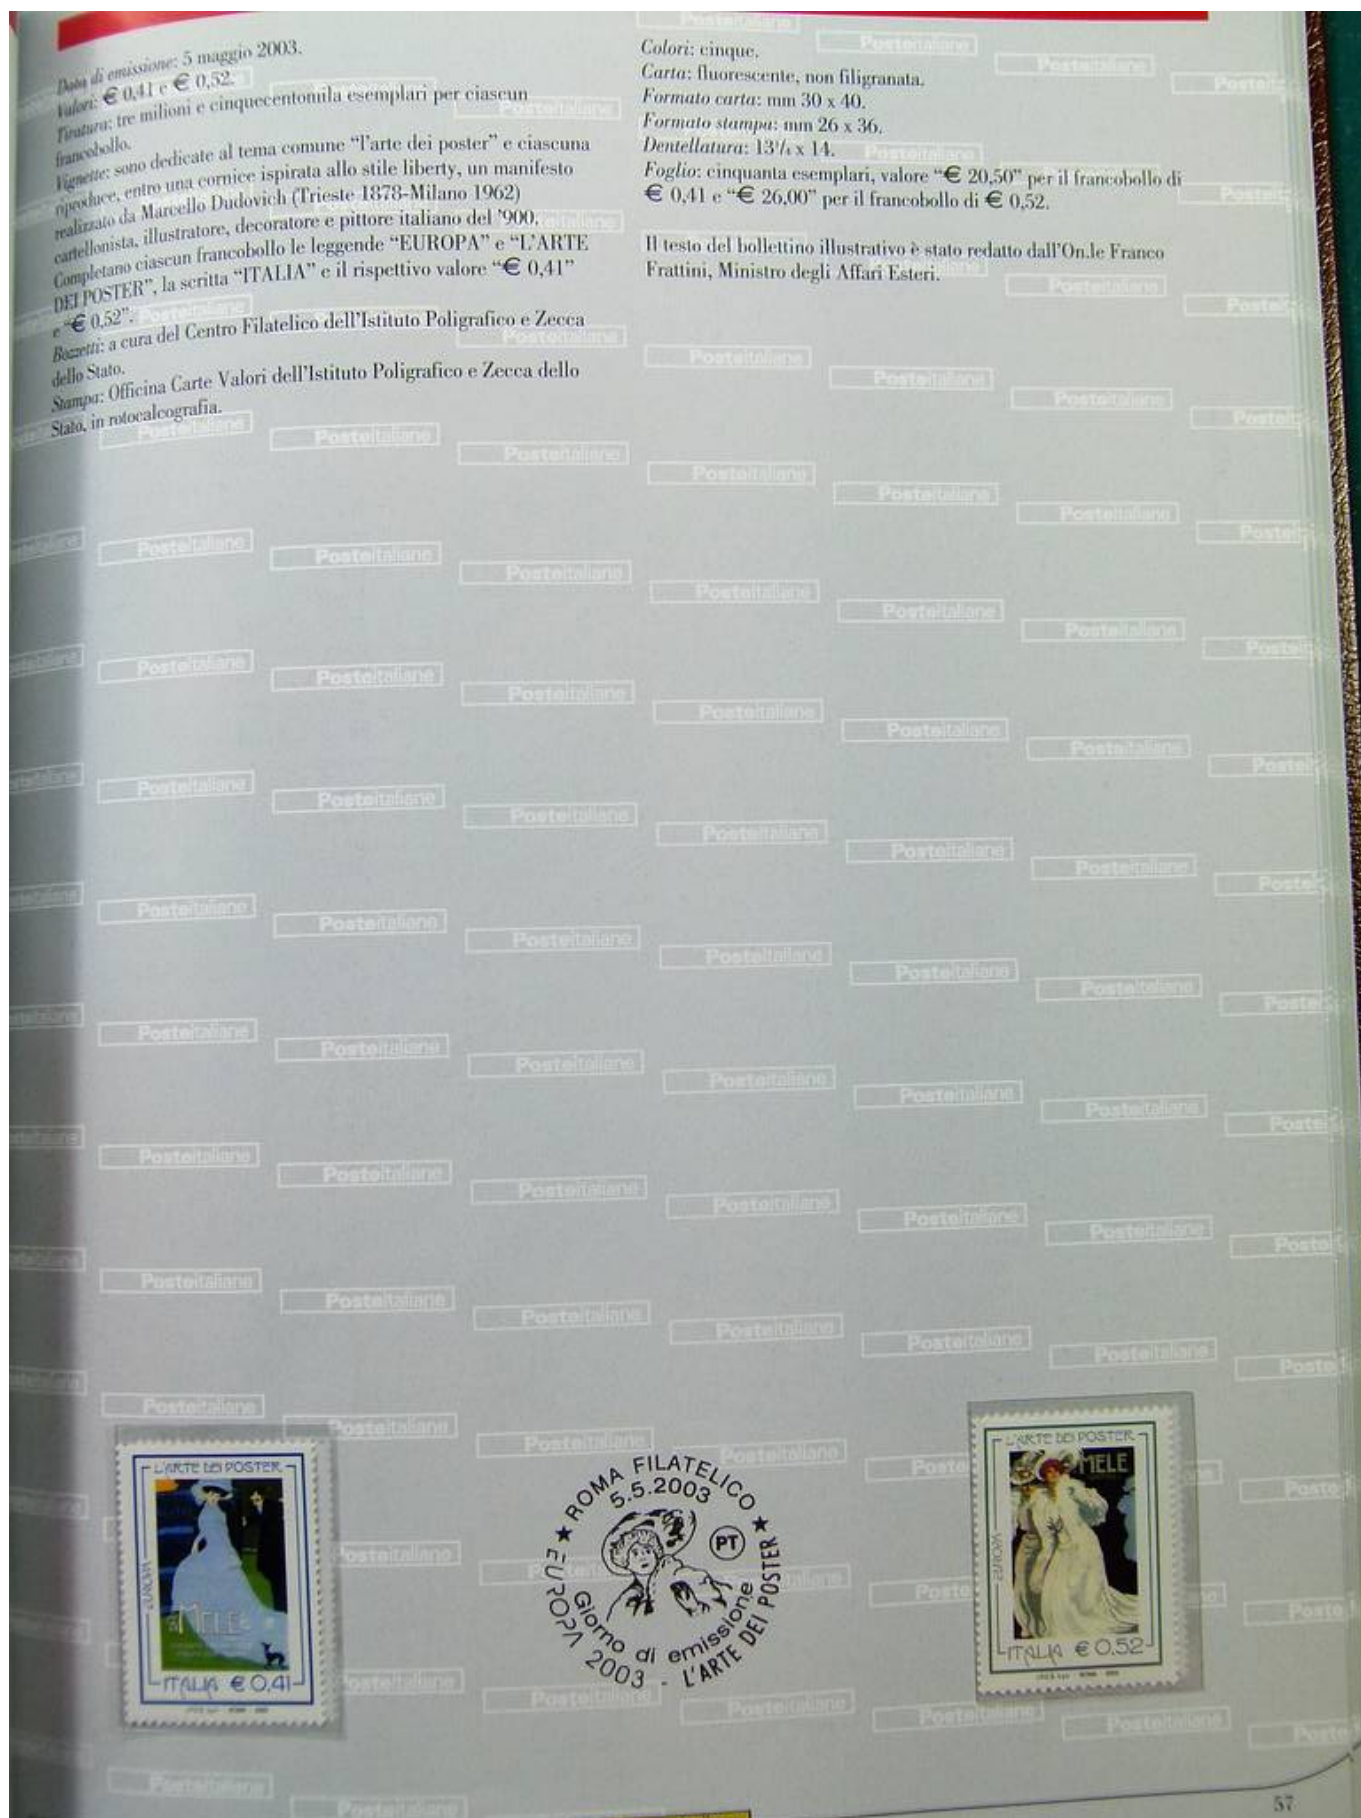 Data di emissione: 5 maggio 2003.
Valori: € 0,41 e € 0,52.
Tiratura: tre milioni e cinquecentomila esemplari per ciascun
francobollo.
Vignette: sono dedicate al tema comune “l'arte dei poster” e ciascuna
riproduce, entro una cornice ispirata allo stile liberty, un manifesto
realizzato da Marcello Dudovich (Trieste 1878-Milano 1962)
cartellonista, illustratore, decoratore e pittore italiano del '900.
Completano ciascun francobollo le leggende “EUROPA” e “L'ARTE
DEI POSTER”, la scritta “ITALIA” e il rispettivo valore “€ 0,41”
e “€ 0,52”.
Bozzetti: a cura del Centro Filatelico dell'Istituto Poligrafico e Zecca
dello Stato.
Stampa: Officina Carte Valori dell'Istituto Poligrafico e Zecca dello
Stato, in rotocalcografia.
Colori: cinque.
Carta: fluorescente, non filigranata.
Formato carta: mm 30 x 40.
Formato stampa: mm 26 x 36.
Dentellatura: 13¼ x 14.
Foglio: cinquanta esemplari, valore “€ 20,50” per il francobollo di
€ 0,41 e “€ 26,00” per il francobollo di € 0,52.
Il testo del bollettino illustrativo è stato redatto dall'On.le Franco
Frattini, Ministro degli Affari Esteri.
Posteitaliane
L'ARTE DEI POSTER
EUROPA
MELE
ITALIA € 0,41
★ ROMA FILATELICO ★
5.5.2003
PT
Giorno di emissione
EUROPA 2003 - L'ARTE DEI POSTER
L'ARTE DEI POSTER
MELE
EUROPA
ITALIA € 0,52
57